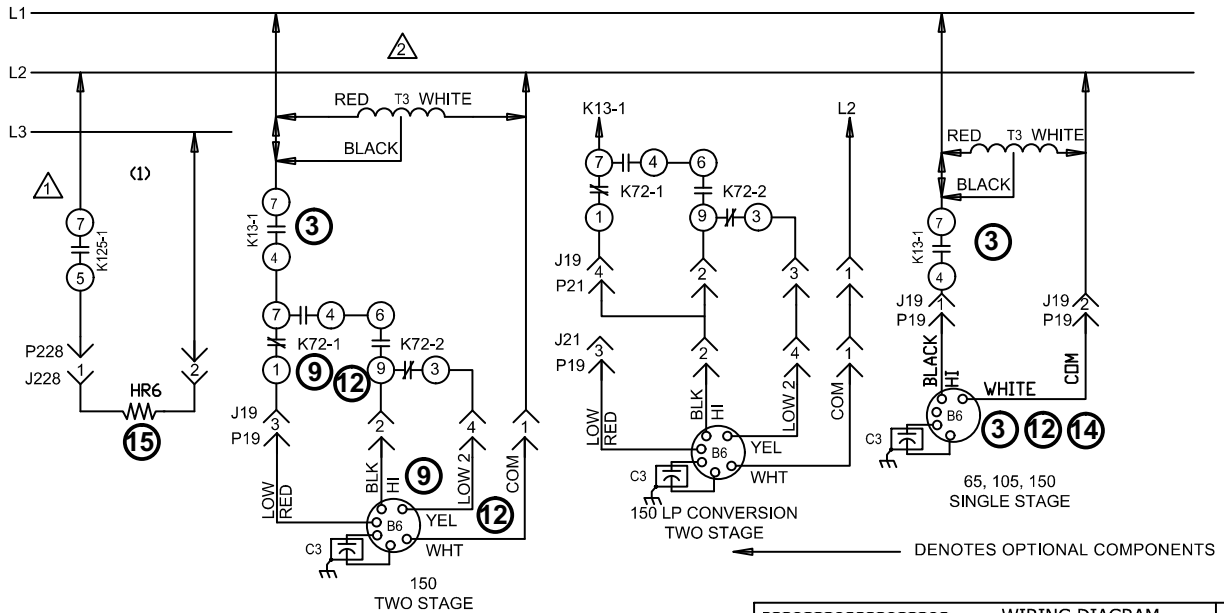 L1
2
L2
RED T3 WHITE
K13-1
L2
RED T3 WHITE
L3
BLACK
BLACK
(1)
1
7 4 6
7
K72-1 K72-2
7
K125-1
5
7
K13-1
3
4
1 9 3
7
K13-1
3
4
J19
4 2 3 1
P21
J19
1
P19
J19
2
P19
7 4 6
K72-1 K72-2
P228
1 2
J228
1 9 12 9 3
J21
3 2 4 1
P19
BLACK
HI
COM
WHITE
HR6
15
J19
3 2 4 1
P19
LOW
RED
BLK
HI
LOW 2
COM
B6
C3
3 12 14
LOW
RED
BLK
HI
9
LOW 2
12
COM
YEL
B6
C3
WHT
65, 105, 150
SINGLE STAGE
YEL
B6
C3
WHT
150 LP CONVERSION
TWO STAGE
DENOTES OPTIONAL COMPONENTS
150
TWO STAGE
WIRING DIAGRAM